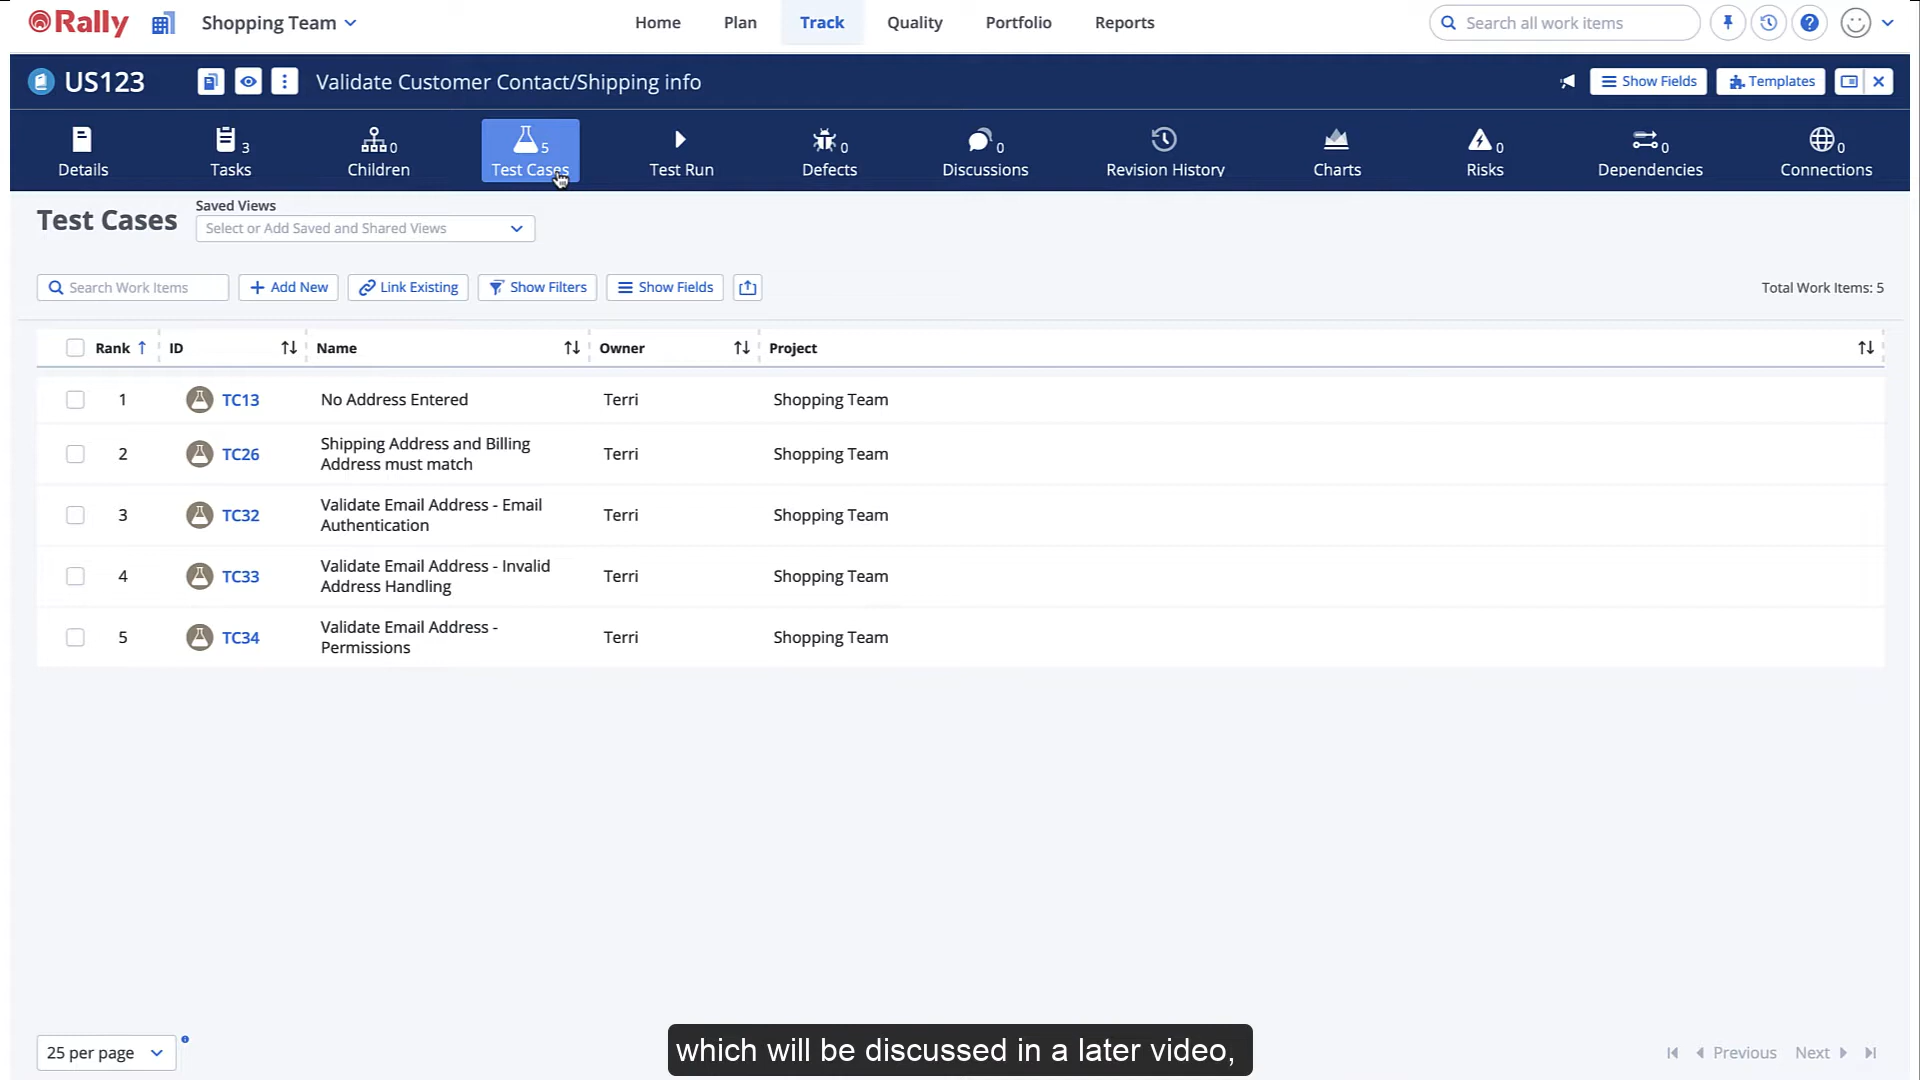 Rally
Shopping Team
Home
Plan
Track
Quality
Portfolio
Reports
Search all work items
US123
Validate Customer Contact/Shipping info
Show Fields
Templates
Details
3
Tasks
0
Children
5
Test Cases
Test Run
0
Defects
0
Discussions
Revision History
Charts
0
Risks
0
Dependencies
0
Connections
Test Cases
Saved Views
Select or Add Saved and Shared Views
Search Work Items
Add New
Link Existing
Show Filters
Show Fields
Total Work Items: 5
Rank
ID
Name
Owner
Project
1
TC13
No Address Entered
Terri
Shopping Team
2
TC26
Shipping Address and Billing
Address must match
Terri
Shopping Team
3
TC32
Validate Email Address - Email
Authentication
Terri
Shopping Team
4
TC33
Validate Email Address - Invalid
Address Handling
Terri
Shopping Team
5
TC34
Validate Email Address -
Permissions
Terri
Shopping Team
25 per page
which will be discussed in a later video,
Previous
Next